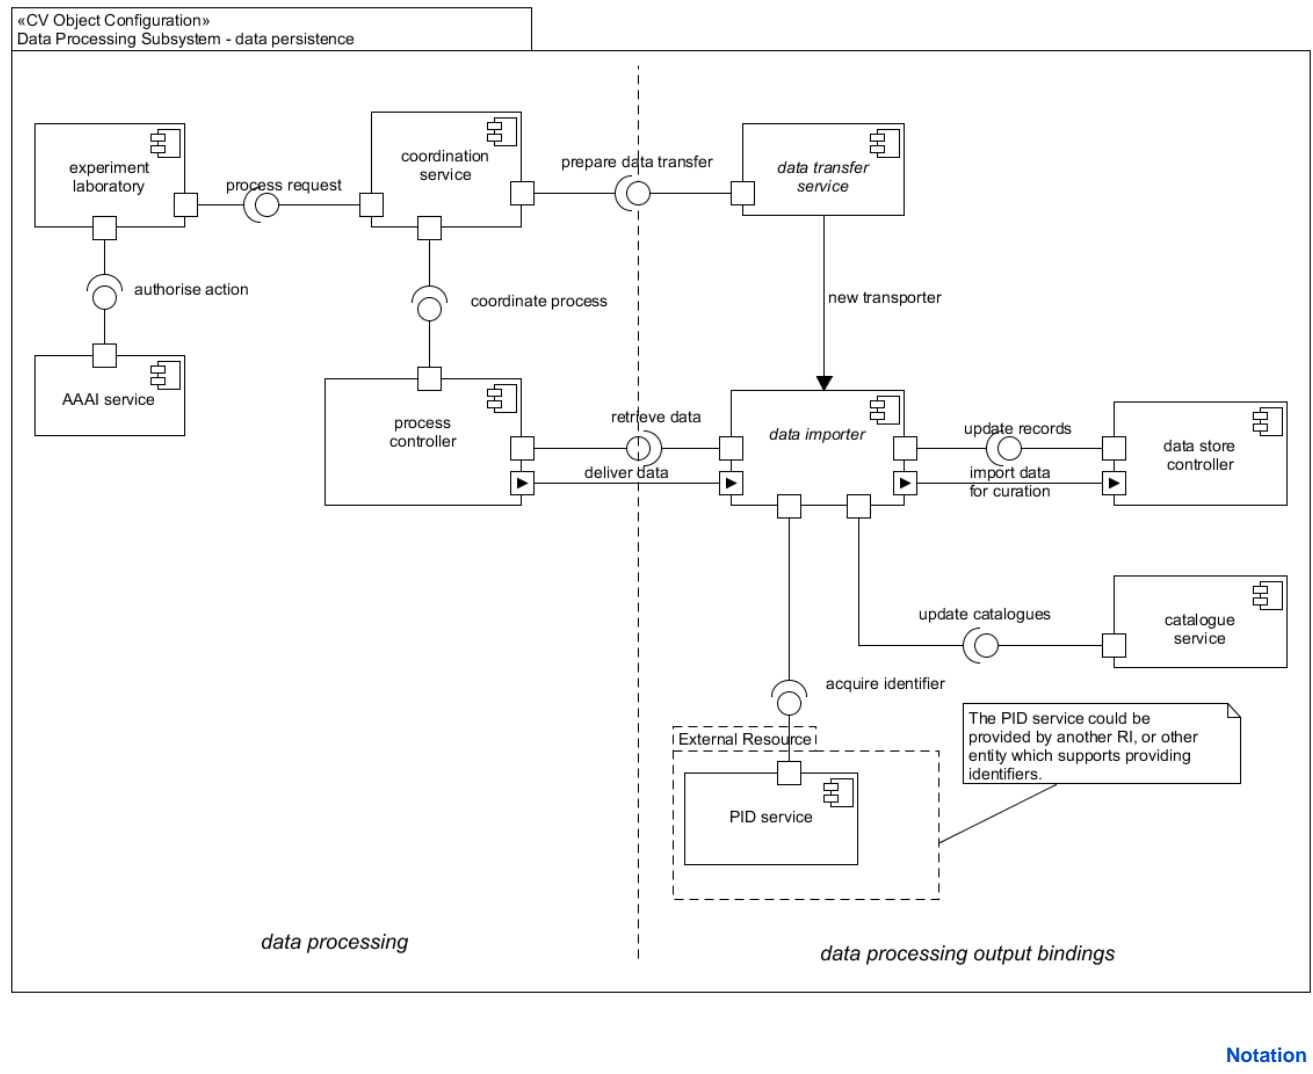 «CV Object Configuration»
Data Processing Subsystem - data persistence
experiment
laboratory
process request
coordination
service
prepare data transfer
data transfer
service
authorise action
coordinate process
new transporter
AAAI service
process
controller
retrieve data
deliver data
data importer
update records
import data
for curation
data store
controller
update catalogues
catalogue
service
acquire identifier
External Resource
PID service
The PID service could be
provided by another RI, or other
entity which supports providing
identifiers.
data processing
data processing output bindings
Notation